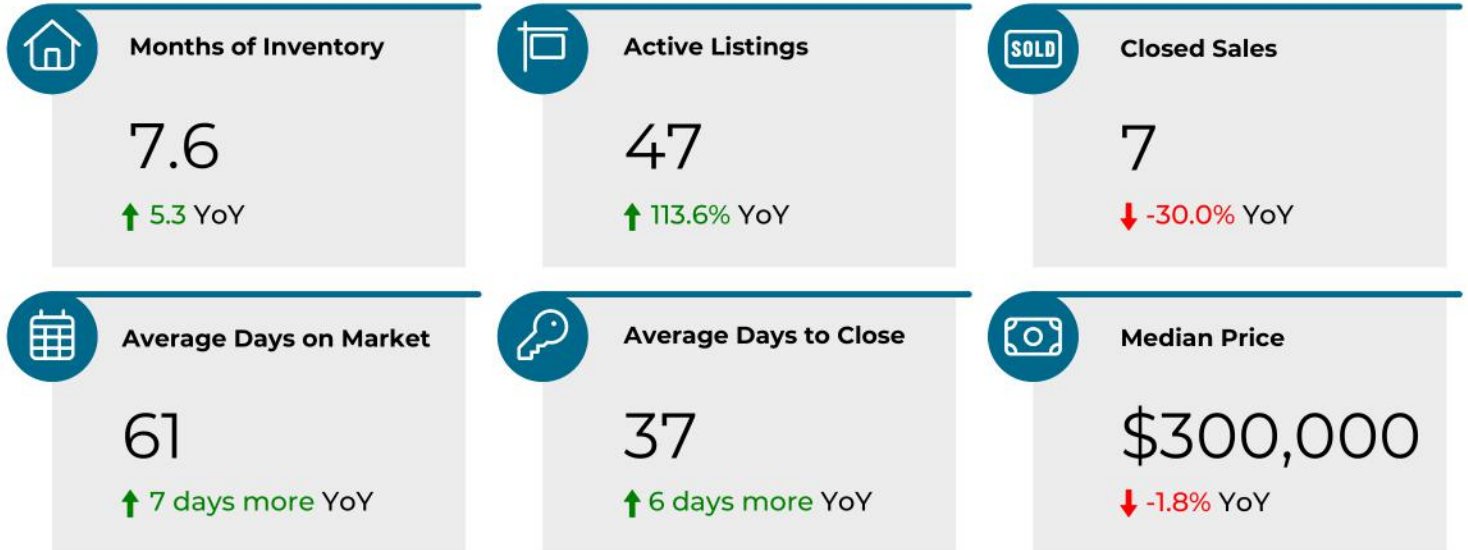 Months of Inventory
7.6
↑ 5.3 YoY
Active Listings
47
↑ 113.6% YoY
SOLD
Closed Sales
7
↓ -30.0% YoY
Average Days on Market
61
↑ 7 days more YoY
Average Days to Close
37
↑ 6 days more YoY
Median Price
$300,000
↓ -1.8% YoY